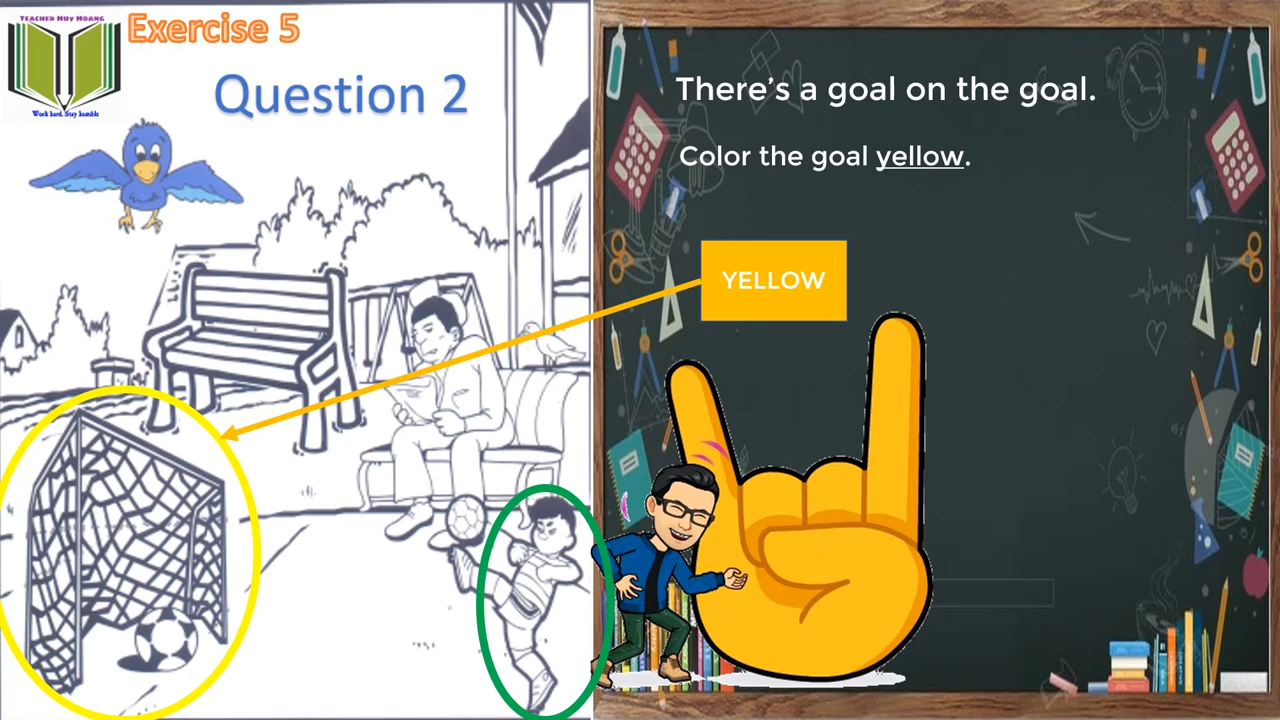 TEACHER HUY HOANG
Work hard. Stay humble
Exercise 5
Question 2
There's a goal on the goal.
Color the goal yellow.
YELLOW